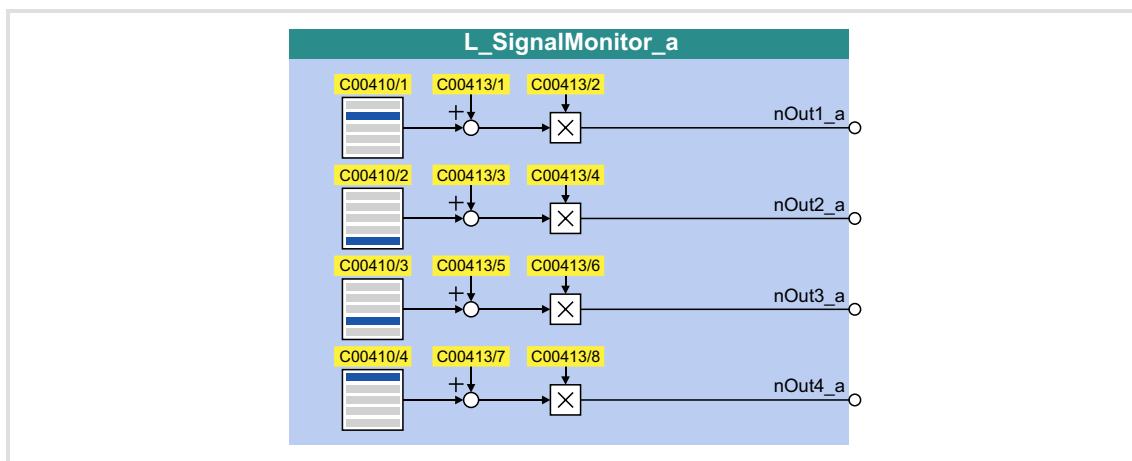 L_SignalMonitor_a
C00410/1 C00413/1 C00413/2
+ × nOut1_a
C00410/2 C00413/3 C00413/4
+ × nOut2_a
C00410/3 C00413/5 C00413/6
+ × nOut3_a
C00410/4 C00413/7 C00413/8
+ × nOut4_a